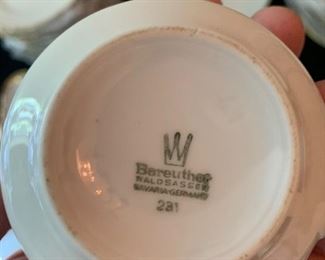 Bareuther
WALDSASSEN
BAVARIA-GERMANY
281